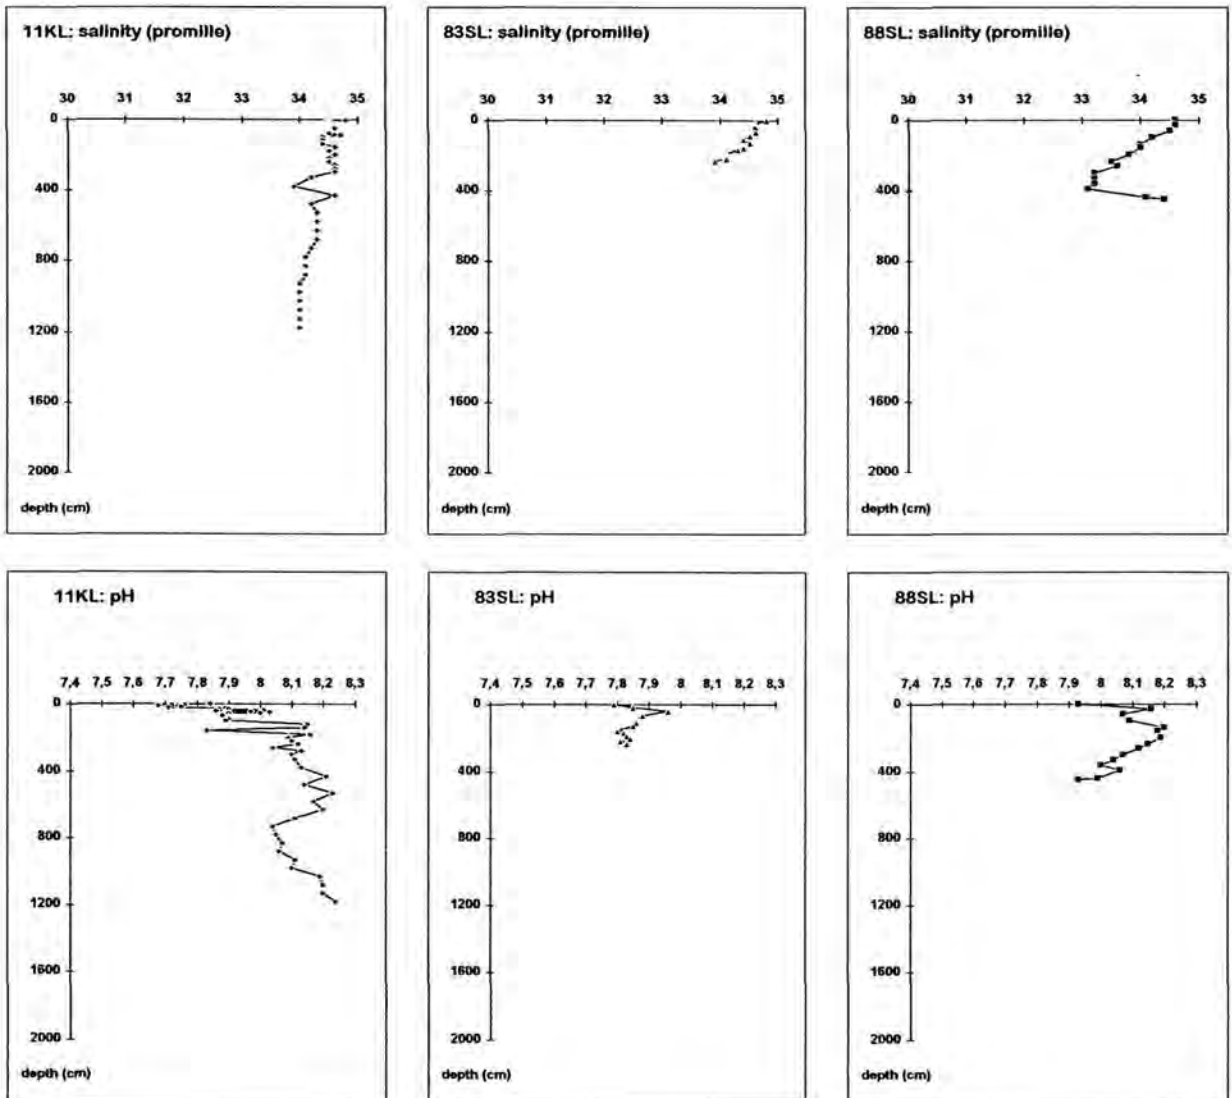 11KL: salinity (promille)
30 31 32 33 34 35
0
400
800
1200
1600
2000
depth (cm)
83SL: salinity (promille)
30 31 32 33 34 35
0
400
800
1200
1600
2000
depth (cm)
88SL: salinity (promille)
30 31 32 33 34 35
0
400
800
1200
1600
2000
depth (cm)
11KL: pH
7,4 7,5 7,6 7,7 7,8 7,9 8 8,1 8,2 8,3
0
400
800
1200
1600
2000
depth (cm)
83SL: pH
7,4 7,5 7,6 7,7 7,8 7,9 8 8,1 8,2 8,3
0
400
800
1200
1600
2000
depth (cm)
88SL: pH
7,4 7,5 7,6 7,7 7,8 7,9 8 8,1 8,2 8,3
0
400
800
1200
1600
2000
depth (cm)